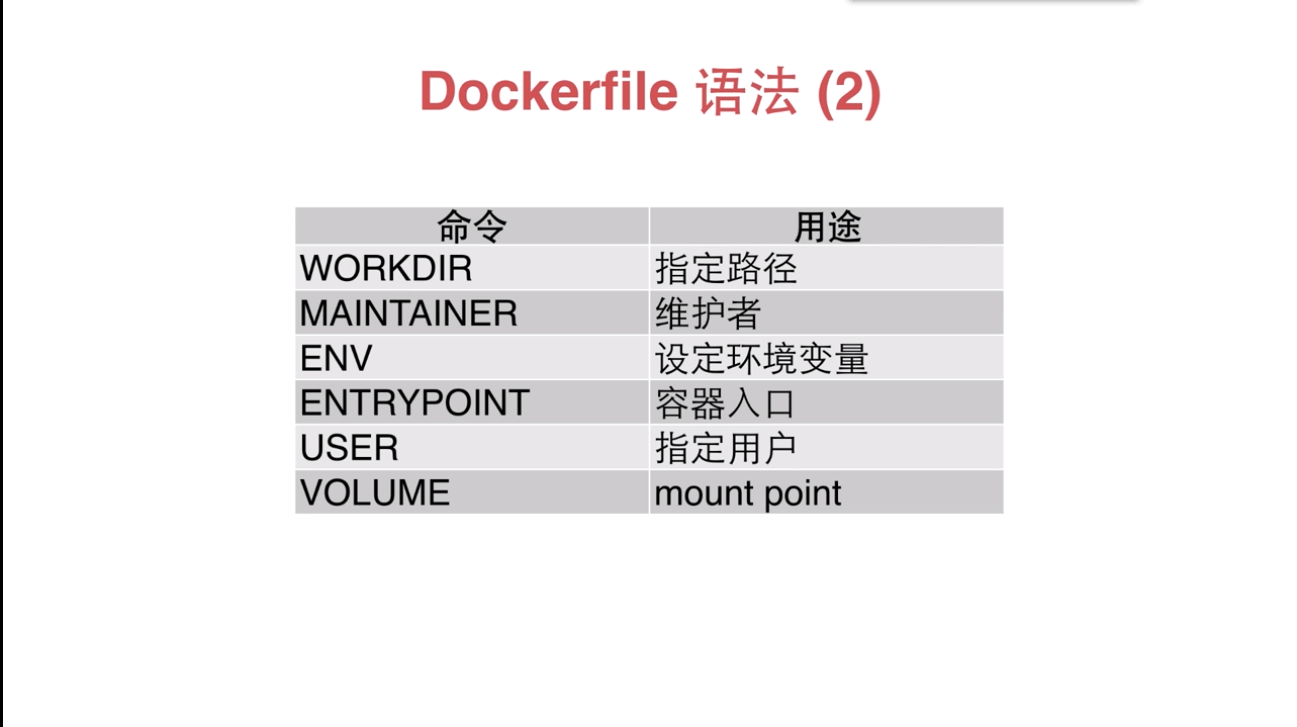 Dockerfile 语法 (2)
命令 用途
WORKDIR 指定路径
MAINTAINER 维护者
ENV 设定环境变量
ENTRYPOINT 容器入口
USER 指定用户
VOLUME mount point